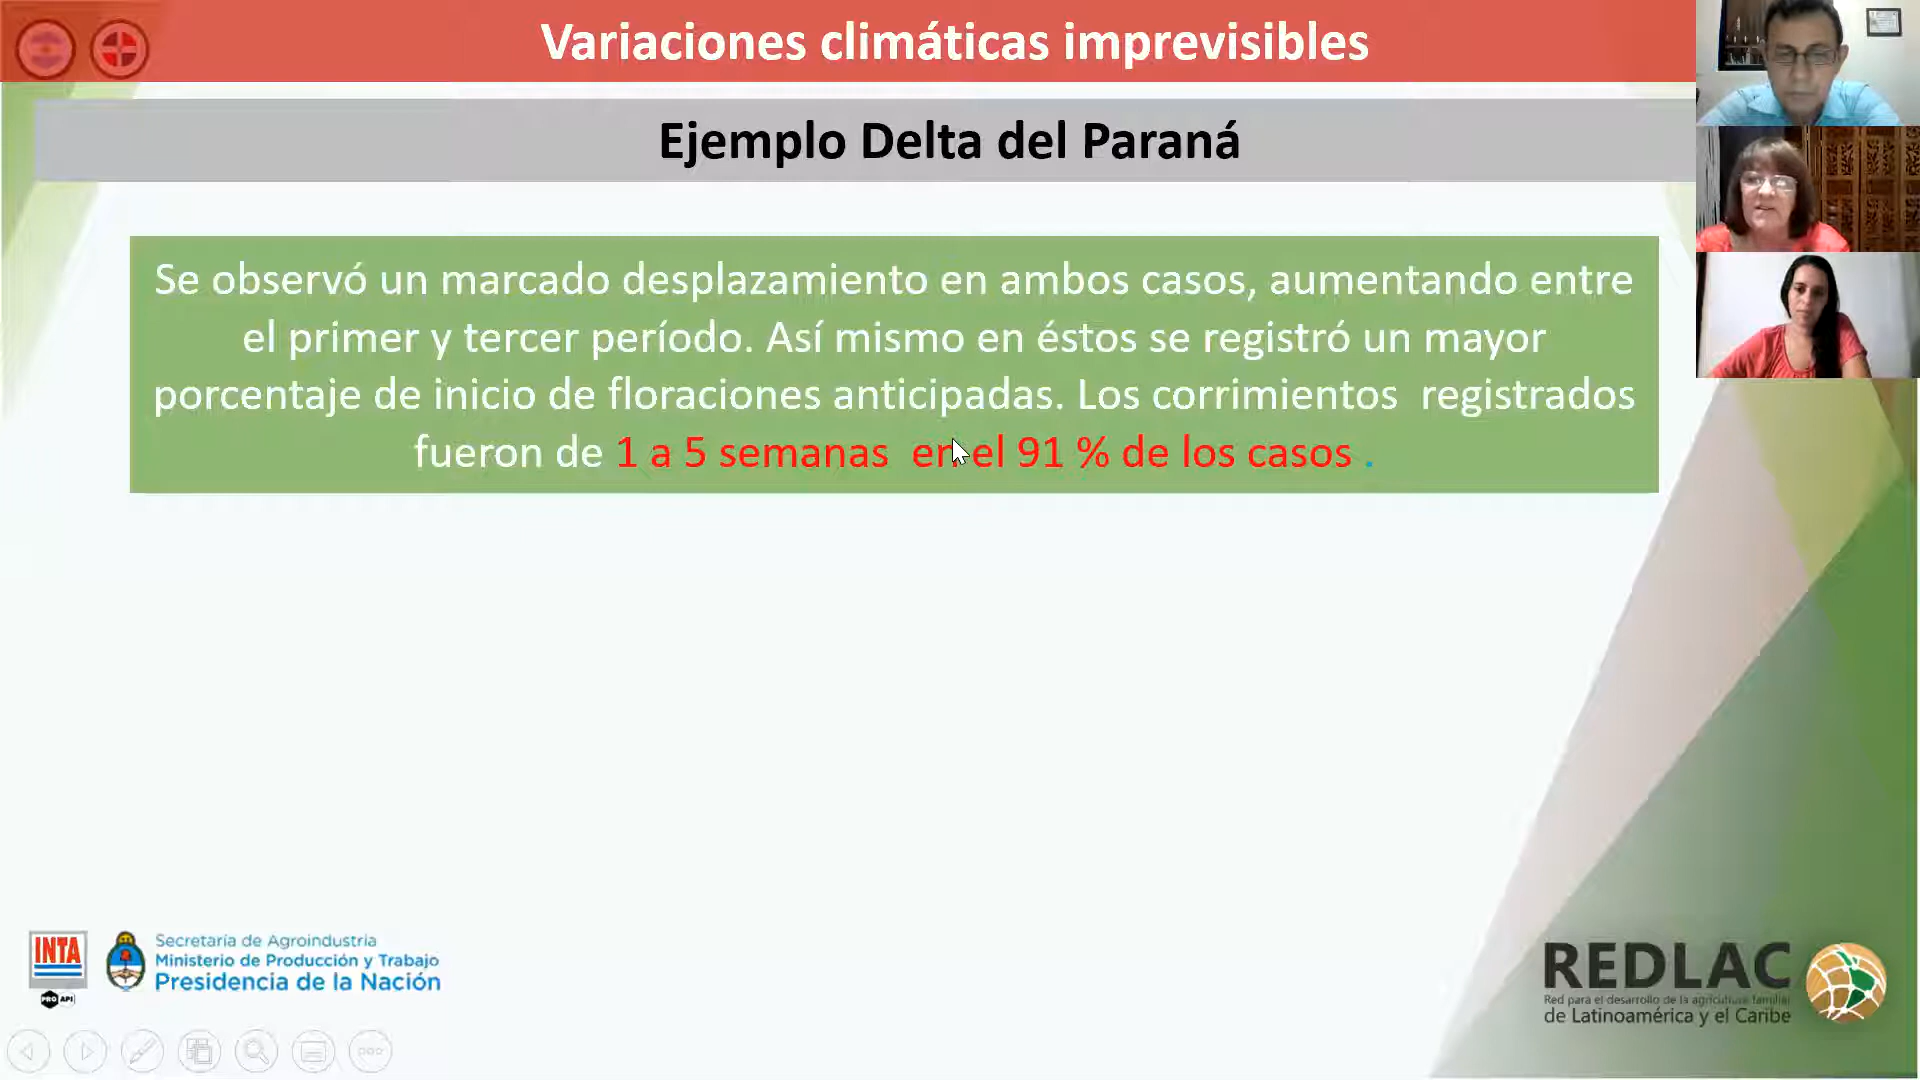 Variaciones climáticas imprevisibles
Ejemplo Delta del Paraná
Se observó un marcado desplazamiento en ambos casos, aumentando entre
el primer y tercer período. Así mismo en éstos se registró un mayor
porcentaje de inicio de floraciones anticipadas. Los corrimientos registrados
fueron de 1 a 5 semanas en el 91 % de los casos .
INTA
PRO API
Secretaría de Agroindustria
Ministerio de Producción y Trabajo
Presidencia de la Nación
REDLAC
Red para el desarrollo de la agricultura familiar
de Latinoamérica y el Caribe